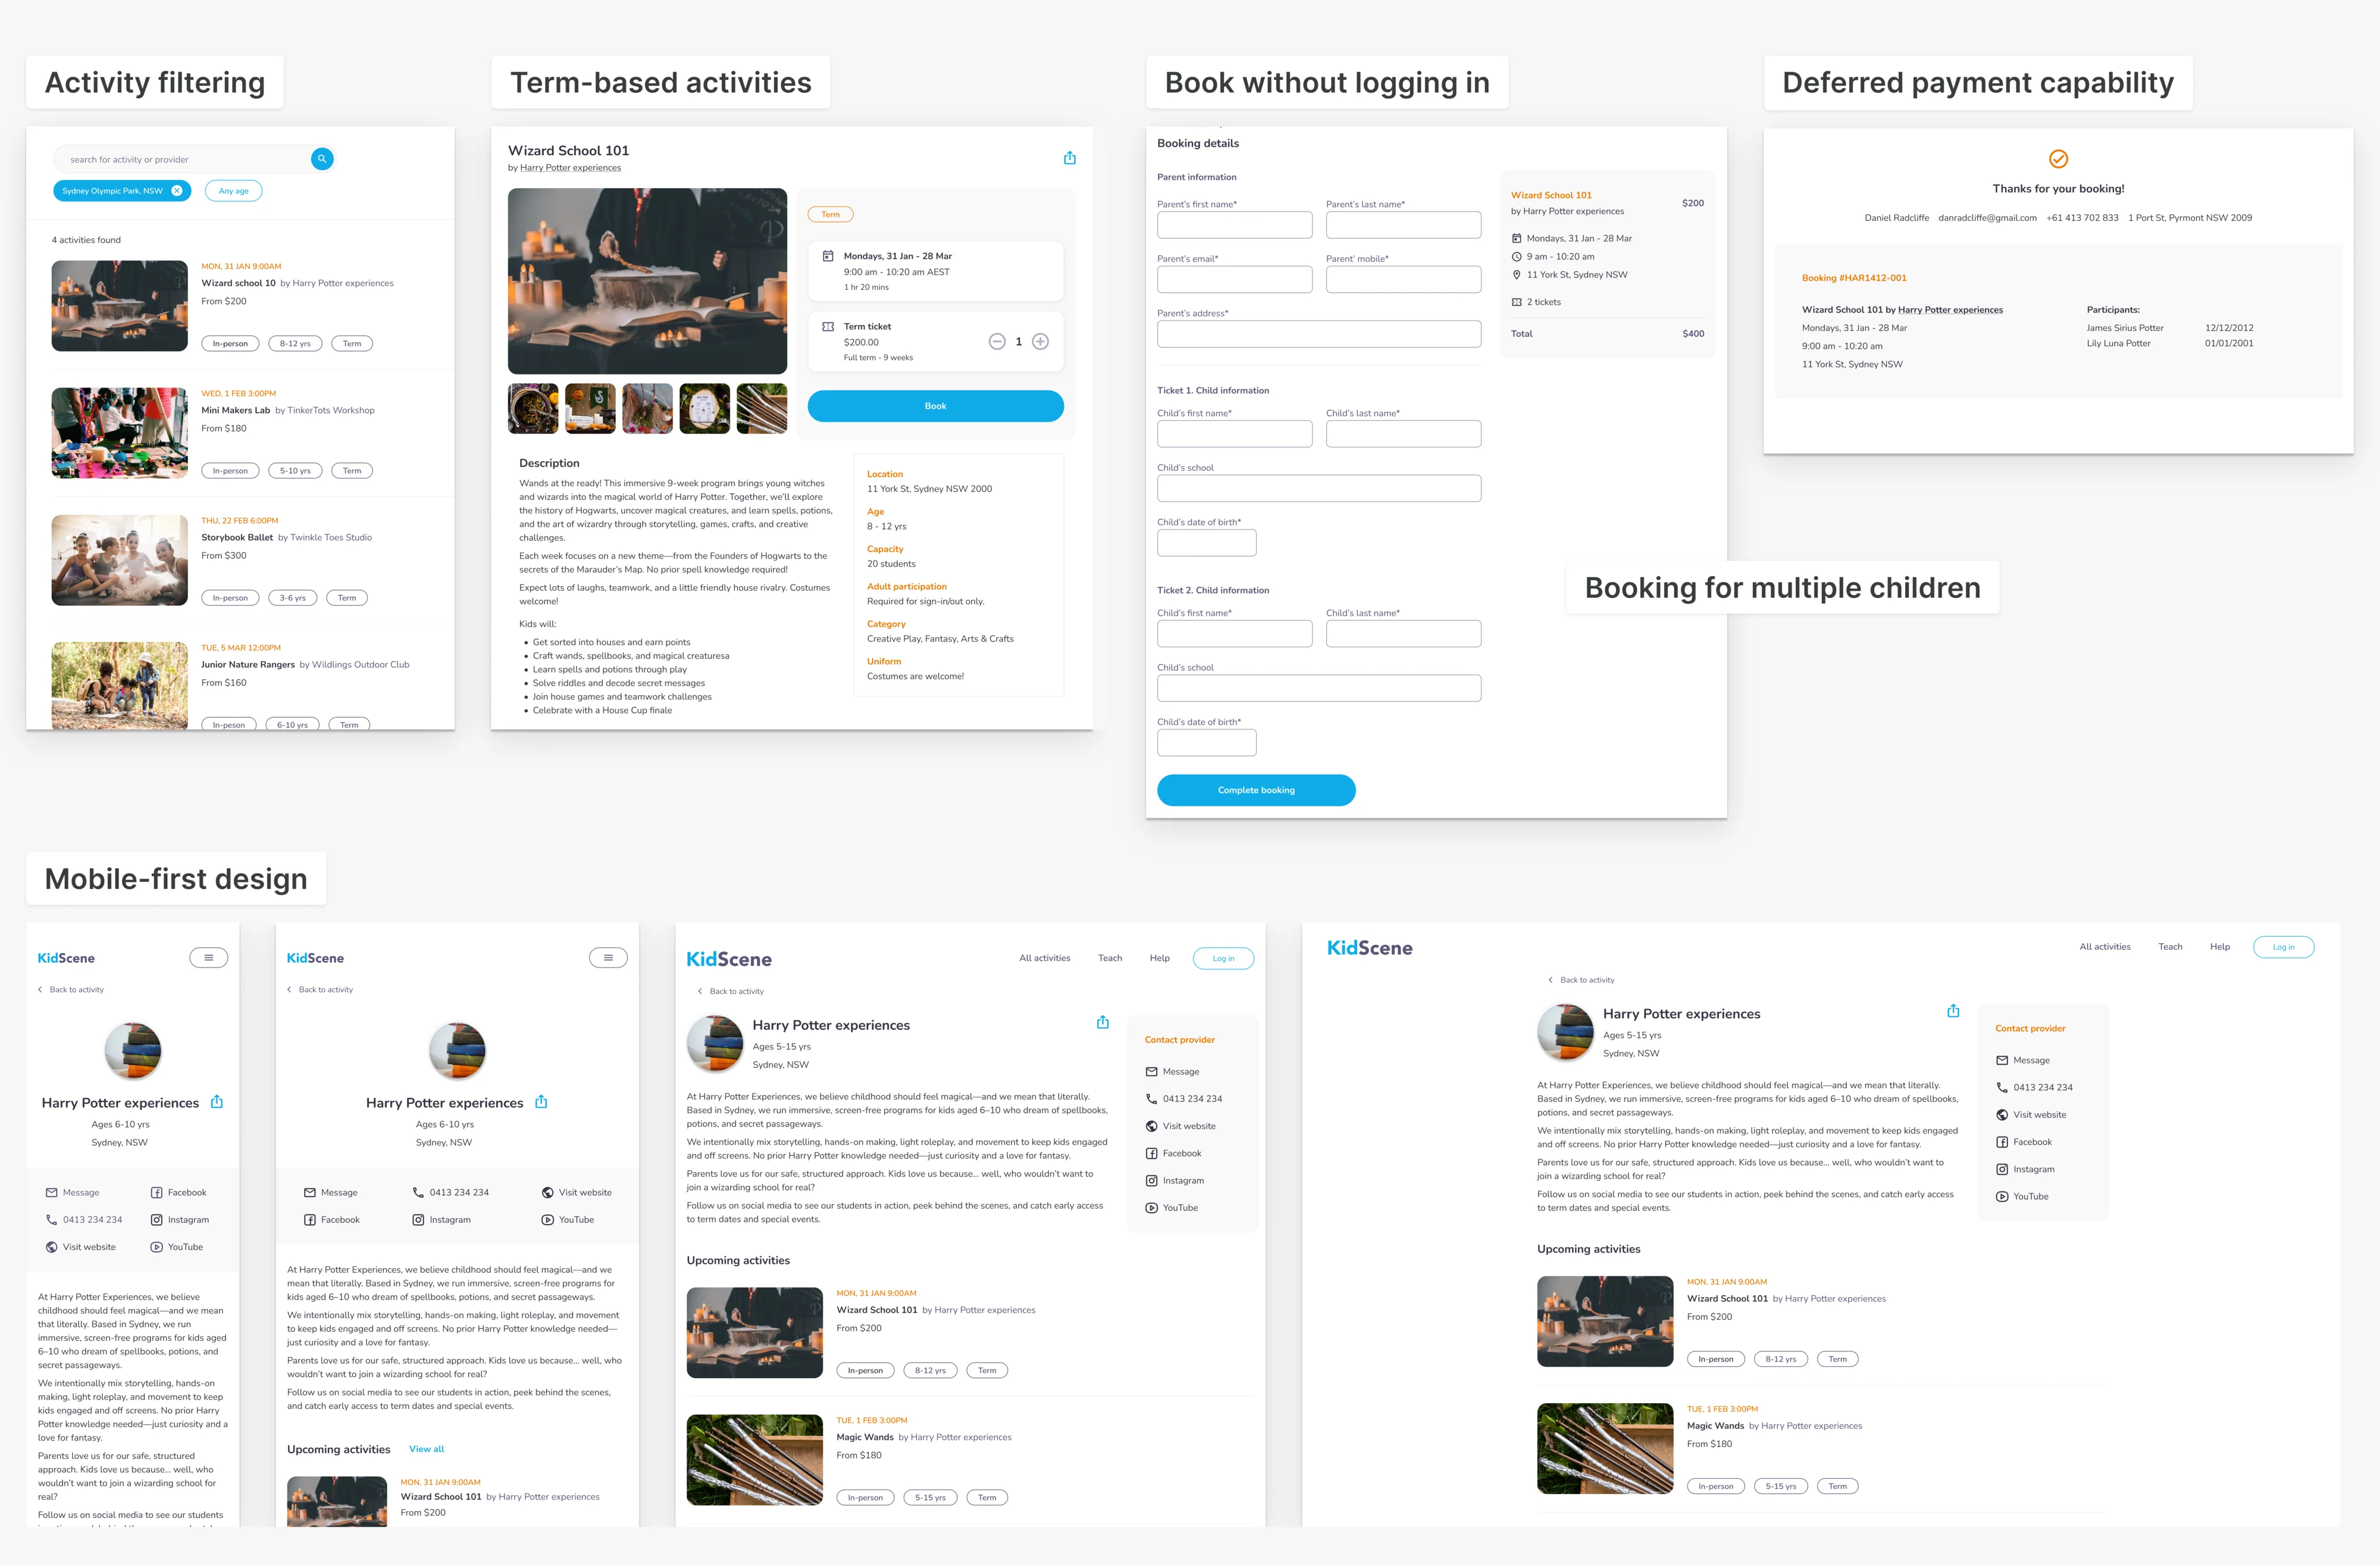 Activity filtering
search for activity or provider
Sydney Olympic Park, NSW
Any age
4 activities found
MON, 31 JAN 9:00AM
Wizard school 10 by Harry Potter experiences
From $200
In-person 8-12 yrs Term
WED, 1 FEB 3:00PM
Mini Makers Lab by TinkerTots Workshop
From $180
In-person 5-10 yrs Term
THU, 22 FEB 6:00PM
Storybook Ballet by Twinkle Toes Studio
From $300
In-person 3-6 yrs Term
TUE, 5 MAR 12:00PM
Junior Nature Rangers by Wildlings Outdoor Club
From $160
In-peson 6-10 yrs Term
Term-based activities
Wizard School 101
by Harry Potter experiences
Term
Mondays, 31 Jan - 28 Mar
9:00 am - 10:20 am AEST
1 hr 20 mins
Term ticket
$200.00
Full term - 9 weeks
1
Book
Description
Wands at the ready! This immersive 9-week program brings young witches
and wizards into the magical world of Harry Potter. Together, we'll explore
the history of Hogwarts, uncover magical creatures, and learn spells, potions,
and the art of wizardry through storytelling, games, crafts, and creative
challenges.
Each week focuses on a new theme—from the Founders of Hogwarts to the
secrets of the Marauder's Map. No prior spell knowledge required!
Expect lots of laughs, teamwork, and a little friendly house rivalry. Costumes
welcome!
Kids will:
• Get sorted into houses and earn points
• Craft wands, spellbooks, and magical creaturesa
• Learn spells and potions through play
• Solve riddles and decode secret messages
• Join house games and teamwork challenges
• Celebrate with a House Cup finale
Location
11 York St, Sydney NSW 2000
Age
8 - 12 yrs
Capacity
20 students
Adult participation
Required for sign-in/out only.
Category
Creative Play, Fantasy, Arts & Crafts
Uniform
Costumes are welcome!
Book without logging in
Booking details
Parent information
Parent's first name* Parent's last name*
Parent's email* Parent' mobile*
Parent's address*
Ticket 1. Child information
Child's first name* Child's last name*
Child's school
Child's date of birth*
Ticket 2. Child information
Child's first name* Child's last name*
Child's school
Child's date of birth*
Complete booking
Wizard School 101
$200
by Harry Potter experiences
Mondays, 31 Jan - 28 Mar
9 am - 10:20 am
11 York St, Sydney NSW
2 tickets
Total $400
Booking for multiple children
Deferred payment capability
Thanks for your booking!
Daniel Radcliffe danradcliffe@gmail.com +61 413 702 833 1 Port St, Pyrmont NSW 2009
Booking #HAR1412-001
Wizard School 101 by Harry Potter experiences
Mondays, 31 Jan - 28 Mar
9:00 am - 10:20 am
11 York St, Sydney NSW
Participants:
James Sirius Potter 12/12/2012
Lily Luna Potter 01/01/2001
Mobile-first design
KidScene
Back to activity
Harry Potter experiences
Ages 6-10 yrs
Sydney, NSW
Message Facebook
0413 234 234 Instagram
Visit website YouTube
At Harry Potter Experiences, we believe
childhood should feel magical—and we mean
that literally. Based in Sydney, we run
immersive, screen-free programs for kids aged
6–10 who dream of spellbooks, potions, and
secret passageways.
We intentionally mix storytelling, hands-on
making, light roleplay, and movement to keep
kids engaged and off screens. No prior Harry
Potter knowledge needed—just curiosity and a
love for fantasy.
Parents love us for our safe, structured
approach. Kids love us because... well, who
wouldn't want to join a wizarding school for
real?
Follow us on social media to see our students
KidScene
Back to activity
Harry Potter experiences
Ages 6-10 yrs
Sydney, NSW
Message 0413 234 234 Visit website
Facebook Instagram YouTube
At Harry Potter Experiences, we believe childhood should feel magical—and we
mean that literally. Based in Sydney, we run immersive, screen-free programs for
kids aged 6–10 who dream of spellbooks, potions, and secret passageways.
We intentionally mix storytelling, hands-on making, light roleplay, and movement
to keep kids engaged and off screens. No prior Harry Potter knowledge needed—
just curiosity and a love for fantasy.
Parents love us for our safe, structured approach. Kids love us because... well, who
wouldn't want to join a wizarding school for real?
Follow us on social media to see our students in action, peek behind the scenes,
and catch early access to term dates and special events.
Upcoming activities View all
MON, 31 JAN 9:00AM
Wizard School 101 by Harry Potter experiences
From $200
KidScene
All activities Teach Help Log in
Back to activity
Harry Potter experiences
Ages 5-15 yrs
Sydney, NSW
At Harry Potter Experiences, we believe childhood should feel magical—and we mean that literally.
Based in Sydney, we run immersive, screen-free programs for kids aged 6–10 who dream of spellbooks,
potions, and secret passageways.
We intentionally mix storytelling, hands-on making, light roleplay, and movement to keep kids engaged
and off screens. No prior Harry Potter knowledge needed—just curiosity and a love for fantasy.
Parents love us for our safe, structured approach. Kids love us because... well, who wouldn't want to
join a wizarding school for real?
Follow us on social media to see our students in action, peek behind the scenes, and catch early access
to term dates and special events.
Contact provider
Message
0413 234 234
Visit website
Facebook
Instagram
YouTube
Upcoming activities
MON, 31 JAN 9:00AM
Wizard School 101 by Harry Potter experiences
From $200
In-person 8-12 yrs Term
TUE, 1 FEB 3:00PM
Magic Wands by Harry Potter experiences
From $180
In-person 5-15 yrs Term
KidScene
All activities Teach Help Log in
Back to activity
Harry Potter experiences
Ages 5-15 yrs
Sydney, NSW
At Harry Potter Experiences, we believe childhood should feel magical—and we mean that literally.
Based in Sydney, we run immersive, screen-free programs for kids aged 6–10 who dream of spellbooks,
potions, and secret passageways.
We intentionally mix storytelling, hands-on making, light roleplay, and movement to keep kids engaged
and off screens. No prior Harry Potter knowledge needed—just curiosity and a love for fantasy.
Parents love us for our safe, structured approach. Kids love us because... well, who wouldn't want to
join a wizarding school for real?
Follow us on social media to see our students in action, peek behind the scenes, and catch early access
to term dates and special events.
Contact provider
Message
0413 234 234
Visit website
Facebook
Instagram
YouTube
Upcoming activities
MON, 31 JAN 9:00AM
Wizard School 101 by Harry Potter experiences
From $200
In-person 8-12 yrs Term
TUE, 1 FEB 3:00PM
Magic Wands by Harry Potter experiences
From $180
In-person 5-15 yrs Term